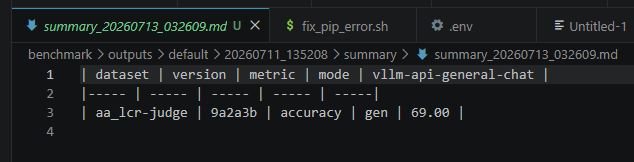 summary_20260713_032609.md U × $ fix_pip_error.sh .env Untitled-1
benchmark > outputs > default > 20260711_135208 > summary > summary_20260713_032609.md
1 | dataset | version | metric | mode | vllm-api-general-chat |
2 |----- | ----- | ----- | ----- | -----|
3 | aa_lcr-judge | 9a2a3b | accuracy | gen | 69.00 |
4